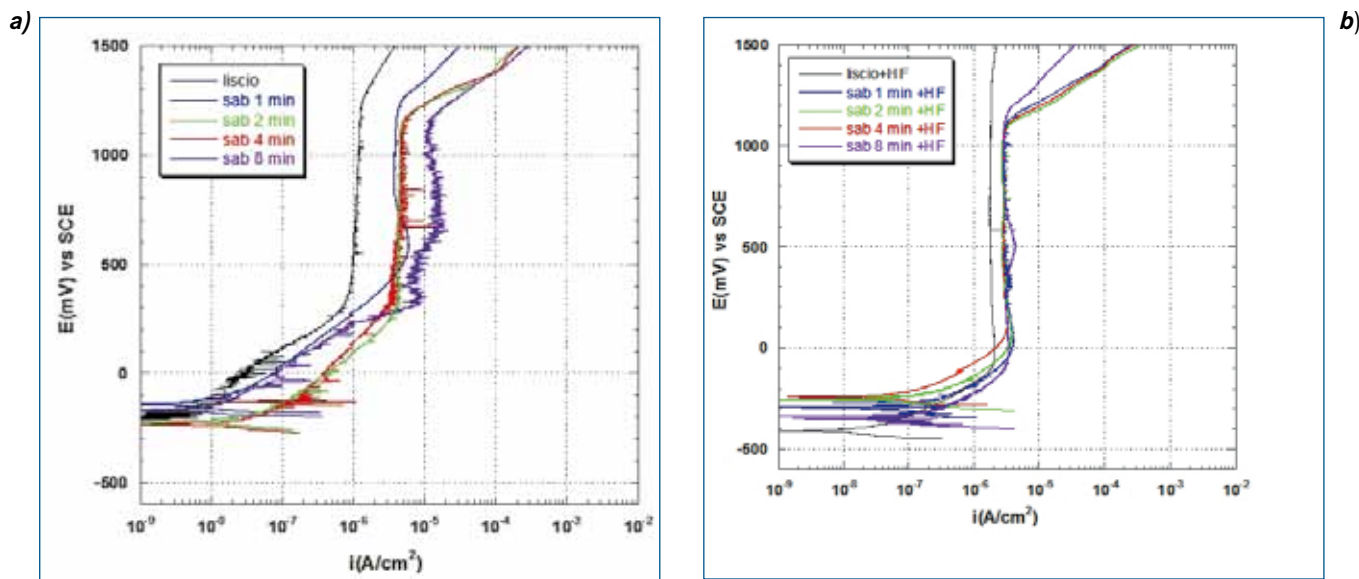 a)
1500
1000
500
0
-500
E(mV) vs SCE
liscio
sab 1 min
sab 2 min
sab 4 min
sab 8 min
10⁻⁹ 10⁻⁸ 10⁻⁷ 10⁻⁶ 10⁻⁵ 10⁻⁴ 10⁻³ 10⁻²
i(A/cm²)
b)
1500
1000
500
0
-500
E(mV) vs SCE
liscio+HF
sab 1 min +HF
sab 2 min +HF
sab 4 min +HF
sab 8 min +HF
10⁻⁹ 10⁻⁸ 10⁻⁷ 10⁻⁶ 10⁻⁵ 10⁻⁴ 10⁻³ 10⁻²
i(A/cm²)